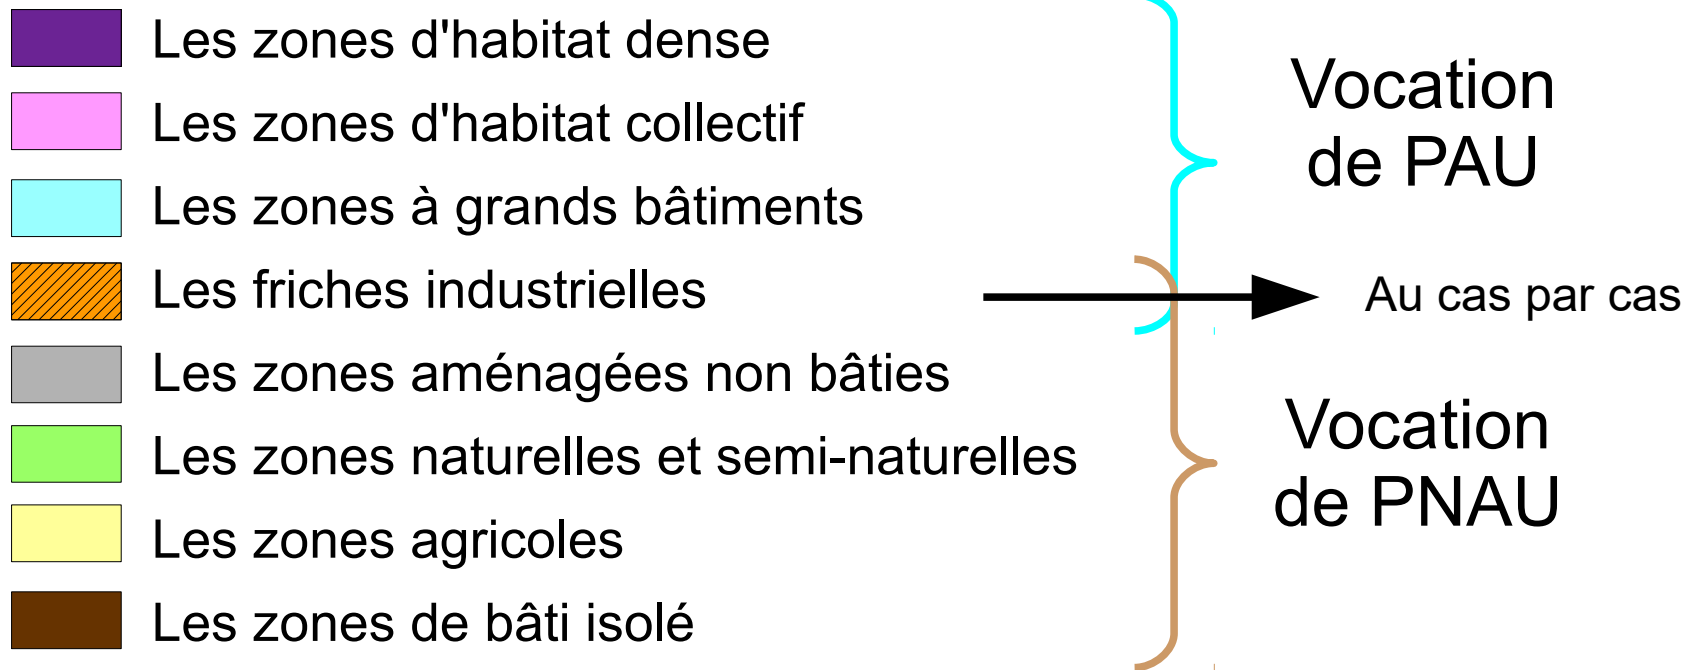 Les zones d'habitat dense
Les zones d'habitat collectif
Les zones à grands bâtiments
Les friches industrielles
Les zones aménagées non bâties
Les zones naturelles et semi-naturelles
Les zones agricoles
Les zones de bâti isolé
Vocation
de PAU
Au cas par cas
Vocation
de PNAU